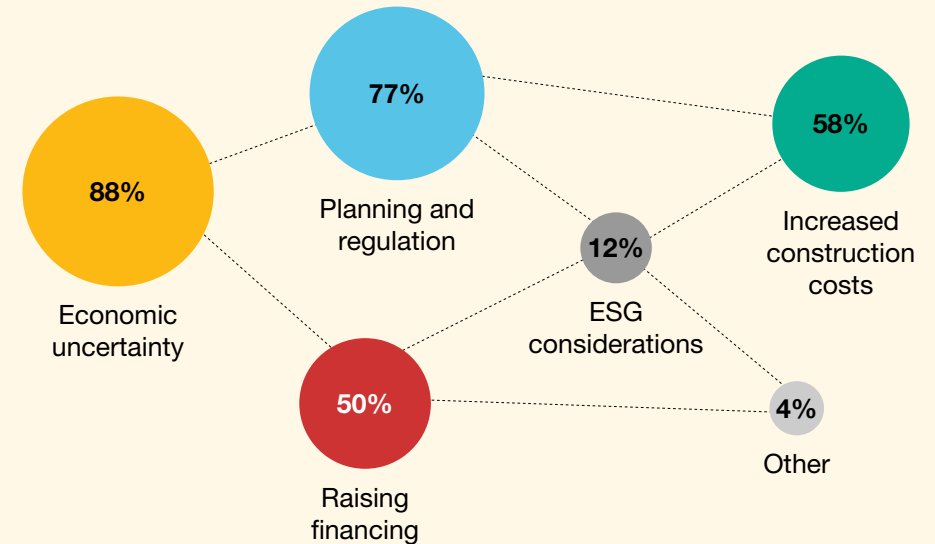 88%
Economic
uncertainty
77%
Planning and
regulation
58%
Increased
construction
costs
12%
ESG
considerations
50%
Raising
financing
4%
Other